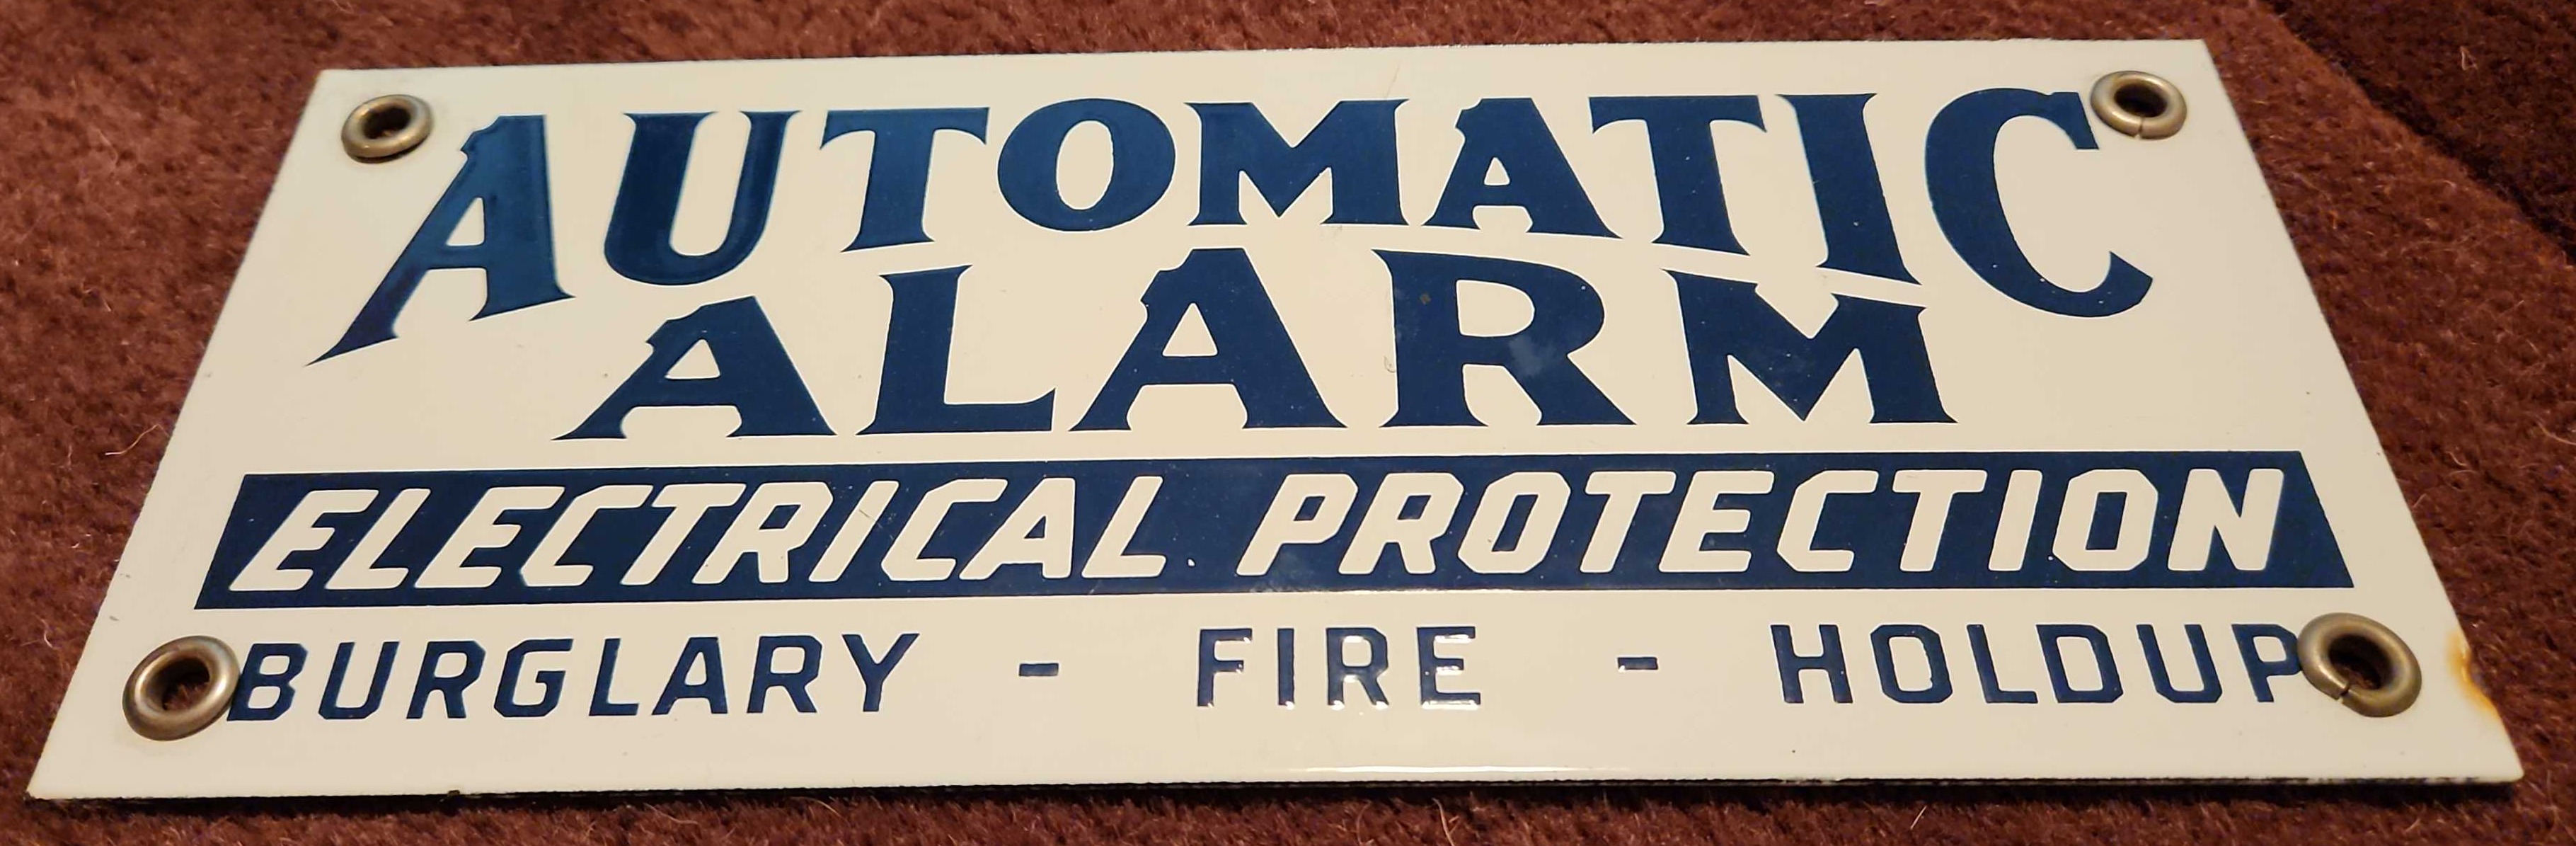 AUTOMATIC
ALARM
ELECTRICAL PROTECTION
BURGLARY - FIRE - HOLDUP